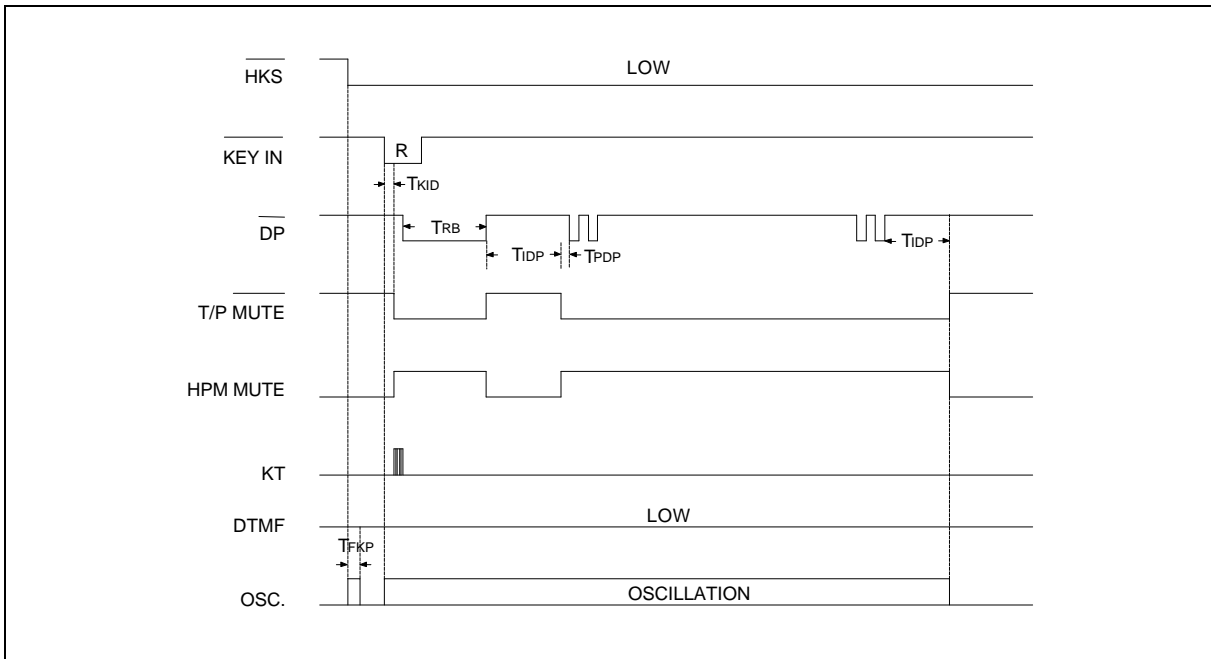 HKS
LOW
KEY IN
R
TKID
DP
TRB
TIDP
TPDP
TIDP
T/P MUTE
HPM MUTE
KT
DTMF
LOW
TFKP
OSC.
OSCILLATION